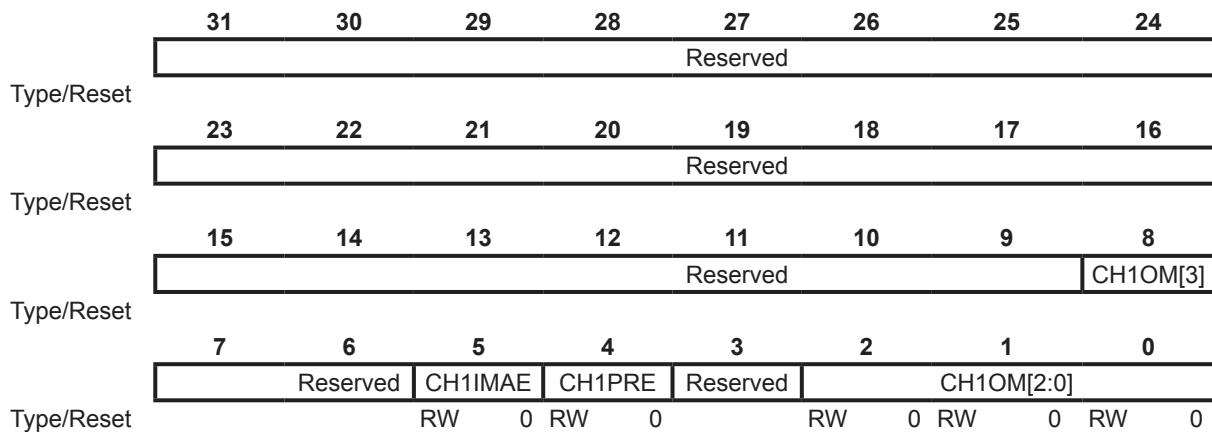 31 30 29 28 27 26 25 24
Reserved
Type/Reset
23 22 21 20 19 18 17 16
Reserved
Type/Reset
15 14 13 12 11 10 9 8
Reserved CH1OM[3]
Type/Reset
7 6 5 4 3 2 1 0
Reserved CH1IMAE CH1PRE Reserved CH1OM[2:0]
Type/Reset RW 0 RW 0 RW 0 RW 0 RW 0